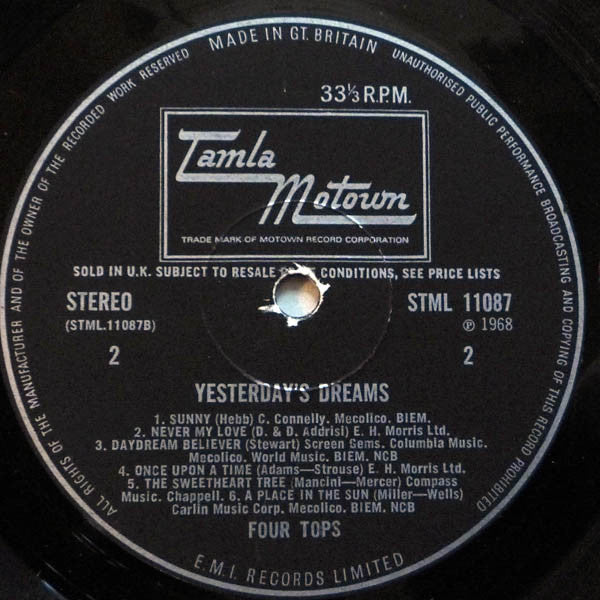 MADE IN GT. BRITAIN
ALL RIGHTS OF THE MANUFACTURER AND OF THE OWNER OF THE RECORDED WORK RESERVED
UNAUTHORISED PUBLIC PERFORMANCE BROADCASTING AND COPYING OF THIS RECORD PROHIBITED
33⅓ R.P.M.
Tamla
Motown
TRADE MARK OF MOTOWN RECORD CORPORATION
SOLD IN U.K. SUBJECT TO RESALE CONDITIONS, SEE PRICE LISTS
STEREO
(STML.11087B)
2
STML 11087
℗ 1968
2
YESTERDAY'S DREAMS
1. SUNNY (Hebb) C. Connelly. Mecolico. BIEM.
2. NEVER MY LOVE (D. & D. Addrisi) E. H. Morris Ltd.
3. DAYDREAM BELIEVER (Stewart) Screen Gems. Columbia Music.
Mecolico. World Music. BIEM. NCB
4. ONCE UPON A TIME (Adams—Strouse) E. H. Morris Ltd.
5. THE SWEETHEART TREE (Mancini—Mercer) Compass
Music. Chappell. 6. A PLACE IN THE SUN (Miller—Wells)
Carlin Music Corp. Mecolico. BIEM. NCB
FOUR TOPS
E.M.I. RECORDS LIMITED